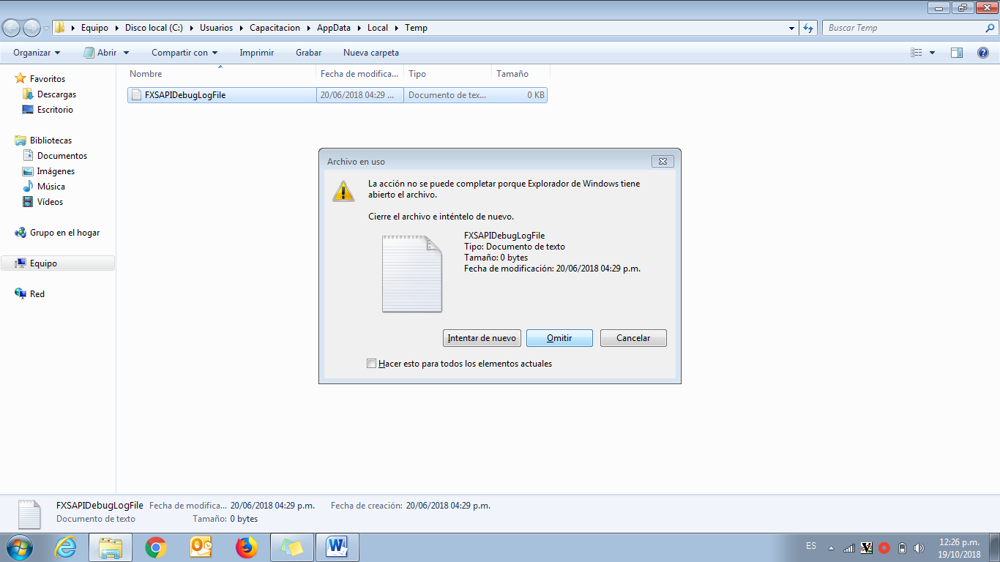 Equipo Disco local (C:) Usuarios Capacitacion AppData Local Temp
Buscar Temp
Organizar Abrir Compartir con Imprimir Grabar Nueva carpeta
Favoritos
Descargas
Escritorio
Bibliotecas
Documentos
Imágenes
Música
Vídeos
Grupo en el hogar
Equipo
Red
Nombre Fecha de modifica... Tipo Tamaño
FXSAPIDebugLogFile 20/06/2018 04:29 ... Documento de tex... 0 KB
Archivo en uso
La acción no se puede completar porque Explorador de Windows tiene
abierto el archivo.
Cierre el archivo e inténtelo de nuevo.
FXSAPIDebugLogFile
Tipo: Documento de texto
Tamaño: 0 bytes
Fecha de modificación: 20/06/2018 04:29 p.m.
Intentar de nuevo Omitir Cancelar
Hacer esto para todos los elementos actuales
FXSAPIDebugLogFile Fecha de modifica... 20/06/2018 04:29 p.m. Fecha de creación: 20/06/2018 04:29 p.m.
Documento de texto Tamaño: 0 bytes
ES
12:26 p.m.
19/10/2018